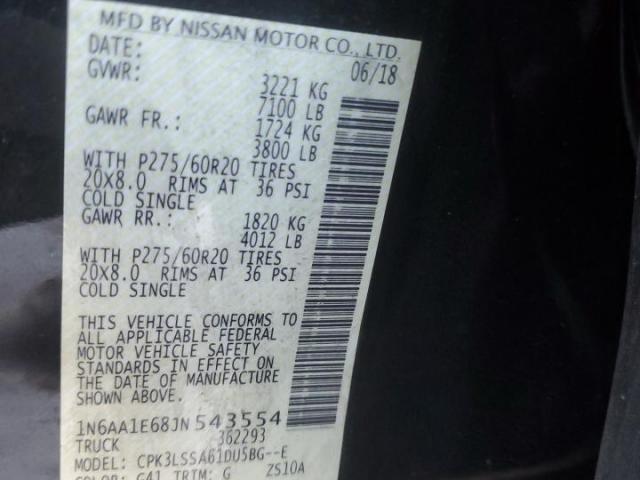 MFD BY NISSAN MOTOR CO., LTD.
DATE: 06/18
GVWR: 3221 KG
7100 LB
GAWR FR.: 1724 KG
3800 LB
WITH P275/60R20 TIRES
20X8.0 RIMS AT 36 PSI
COLD SINGLE
GAWR RR.: 1820 KG
4012 LB
WITH P275/60R20 TIRES
20X8.0 RIMS AT 36 PSI
COLD SINGLE
THIS VEHICLE CONFORMS TO
ALL APPLICABLE FEDERAL
MOTOR VEHICLE SAFETY
STANDARDS IN EFFECT ON
THE DATE OF MANUFACTURE
SHOWN ABOVE.
1N6AA1E68JN543554
TRUCK 362293
MODEL: CPK3LSSA61DU5BG--E
COLOR: G41 TRIM: G ZS10A